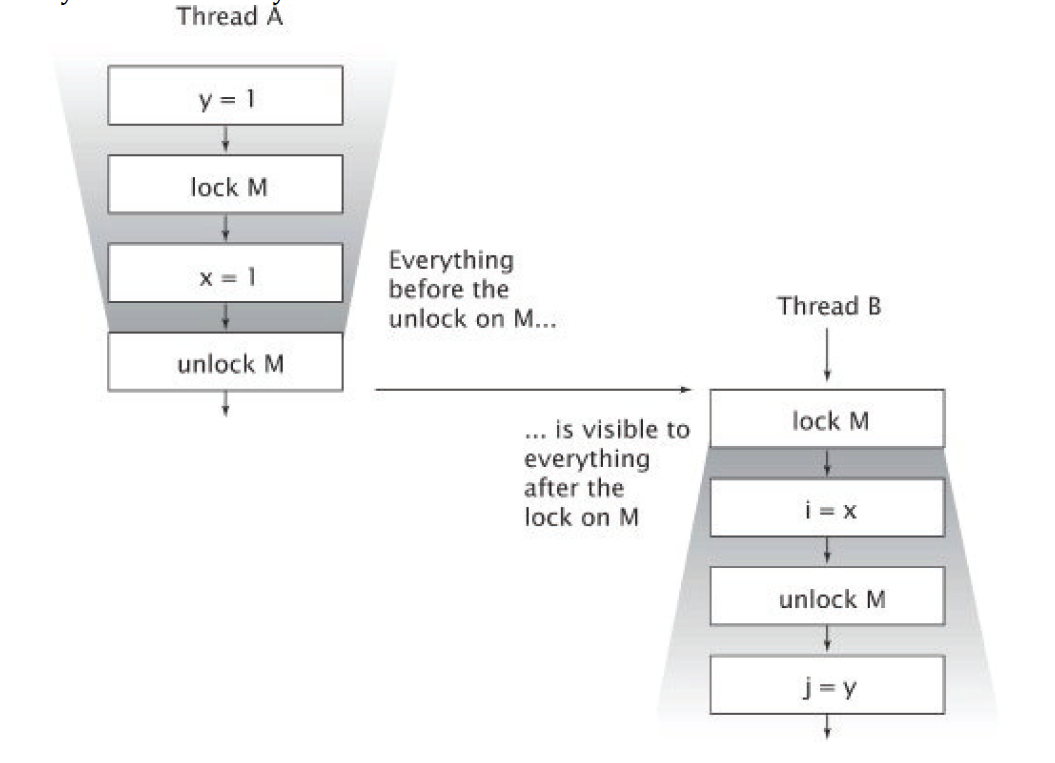 Thread A
y = 1
lock M
x = 1
unlock M
Everything
before the
unlock on M...
... is visible to
everything
after the
lock on M
Thread B
lock M
i = x
unlock M
j = y